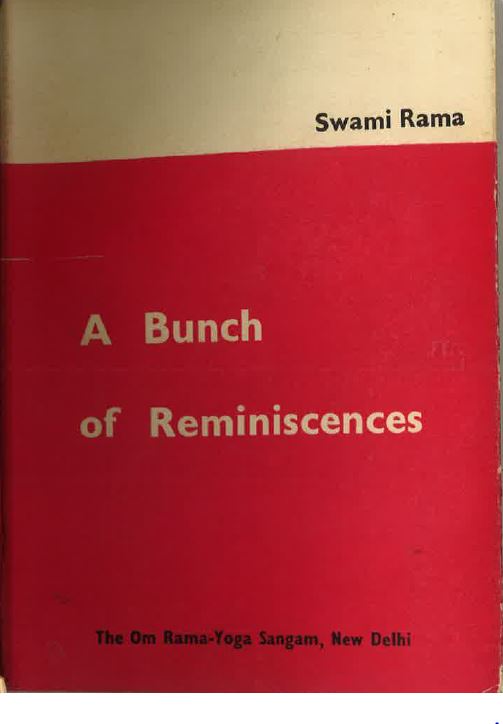 Swami Rama
A Bunch
of Reminiscences
The Om Rama-Yoga Sangam, New Delhi